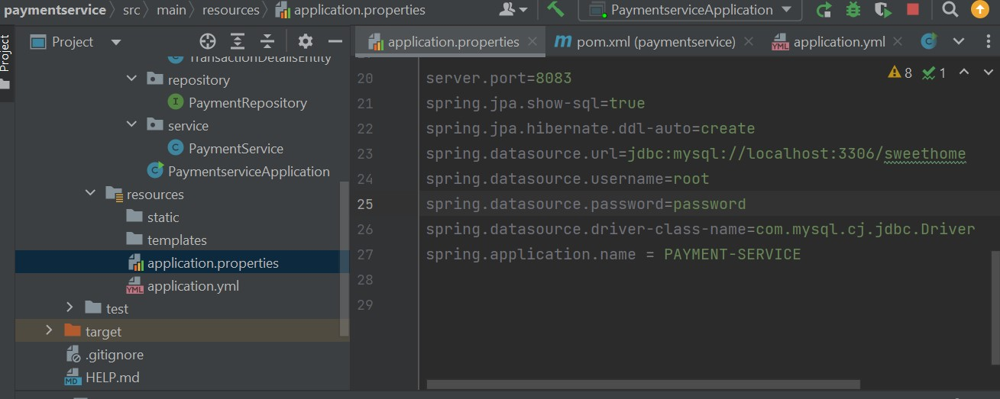 paymentservice src main resources application.properties
PaymentserviceApplication
Project
Project
application.properties
pom.xml (paymentservice)
application.yml
TransactionDetailsEntity
repository
PaymentRepository
service
PaymentService
PaymentserviceApplication
resources
static
templates
application.properties
application.yml
test
target
.gitignore
HELP.md
8 1
20 server.port=8083
21 spring.jpa.show-sql=true
22 spring.jpa.hibernate.ddl-auto=create
23 spring.datasource.url=jdbc:mysql://localhost:3306/sweethome
24 spring.datasource.username=root
25 spring.datasource.password=password
26 spring.datasource.driver-class-name=com.mysql.cj.jdbc.Driver
27 spring.application.name = PAYMENT-SERVICE
28
29